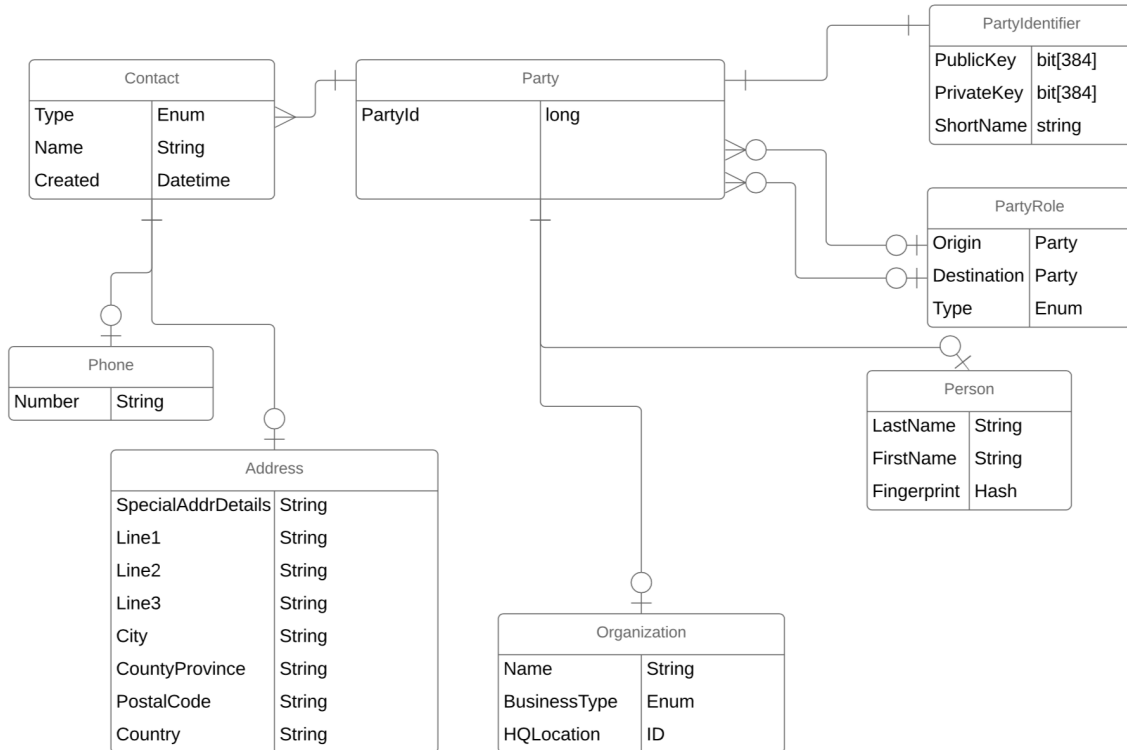 PartyIdentifier
PublicKey bit[384]
PrivateKey bit[384]
ShortName string
Contact
Type Enum
Name String
Created Datetime
Party
PartyId long
PartyRole
Origin Party
Destination Party
Type Enum
Phone
Number String
Person
LastName String
FirstName String
Fingerprint Hash
Address
SpecialAddrDetails String
Line1 String
Line2 String
Line3 String
City String
CountyProvince String
PostalCode String
Country String
Organization
Name String
BusinessType Enum
HQLocation ID